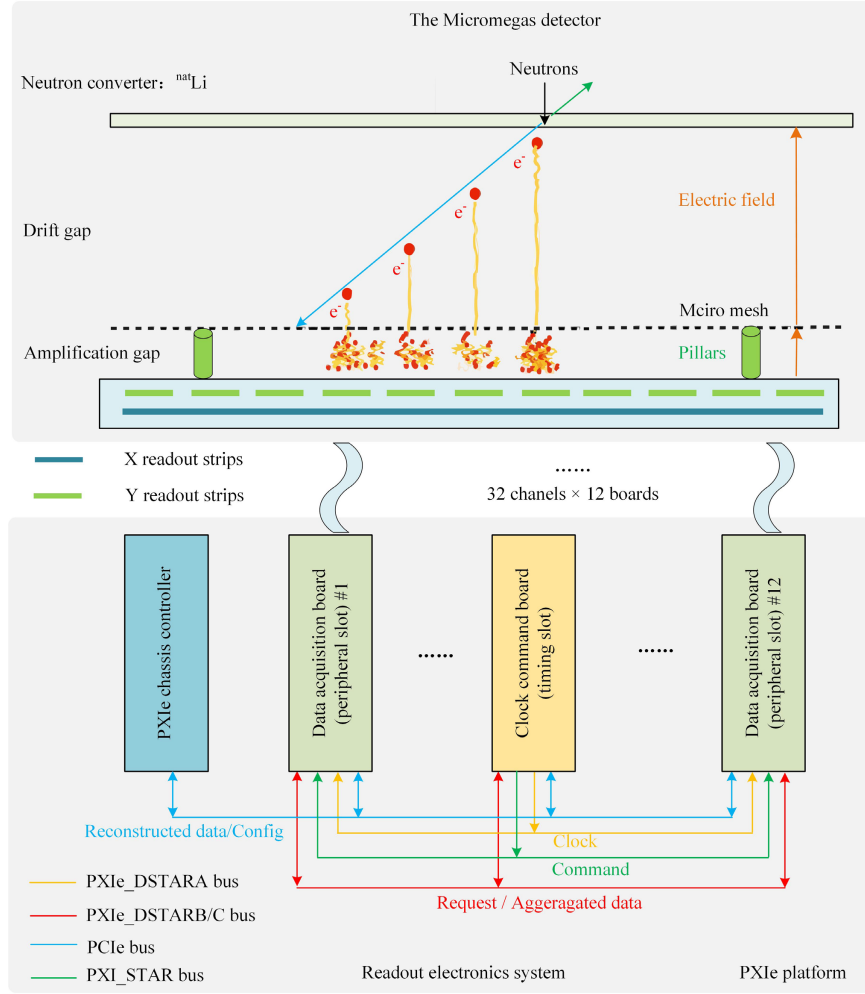 The Micromegas detector
Neutrons
Neutron converter: ⁿᵃᵗLi
e⁻
e⁻
Electric field
Drift gap
e⁻
e⁻
Mciro mesh
Amplification gap
Pillars
X readout strips
......
Y readout strips
32 chanels × 12 boards
PXIe chassis controller
Data acquisition board
(peripheral slot) #1
......
Clock command board
(timing slot)
......
Data acquisition board
(peripheral slot) #12
Reconstructed data/Config
Clock
Command
PXIe_DSTARA bus
Request / Aggeragated data
PXIe_DSTARB/C bus
PCIe bus
PXI_STAR bus
Readout electronics system
PXIe platform